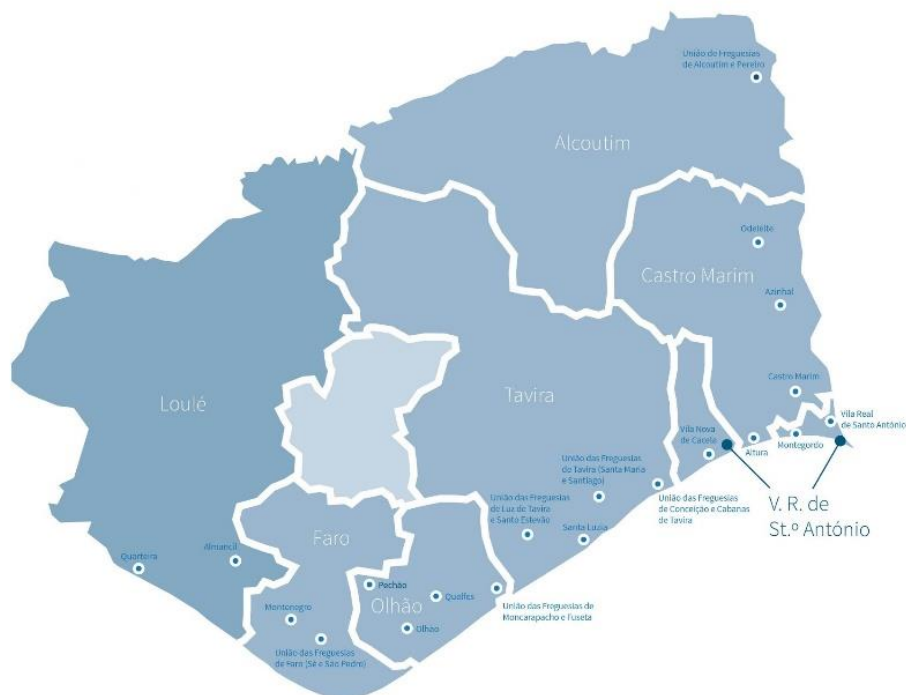 União de Freguesias
de Alcoutim e Pereiro
Alcoutim
Odeleite
Castro Marim
Azinhal
Castro Marim
Loulé
Tavira
Vila Real
de Santo António
Vila Nova
de Cacela
Altura
Montegordo
União das Freguesias
de Tavira (Santa Maria
e Santiago)
União das Freguesias
de Conceição e Cabanas
de Tavira
V. R. de
St.º António
União das Freguesias
de Luz de Tavira
e Santo Estevão
Santa Luzia
Faro
Quarteira
Almancil
Pechão
Olhão
Quelfes
União das Freguesias de
Moncarapacho e Fuseta
Montenegro
Olhão
União das Freguesias
de Faro (Sé e São Pedro)